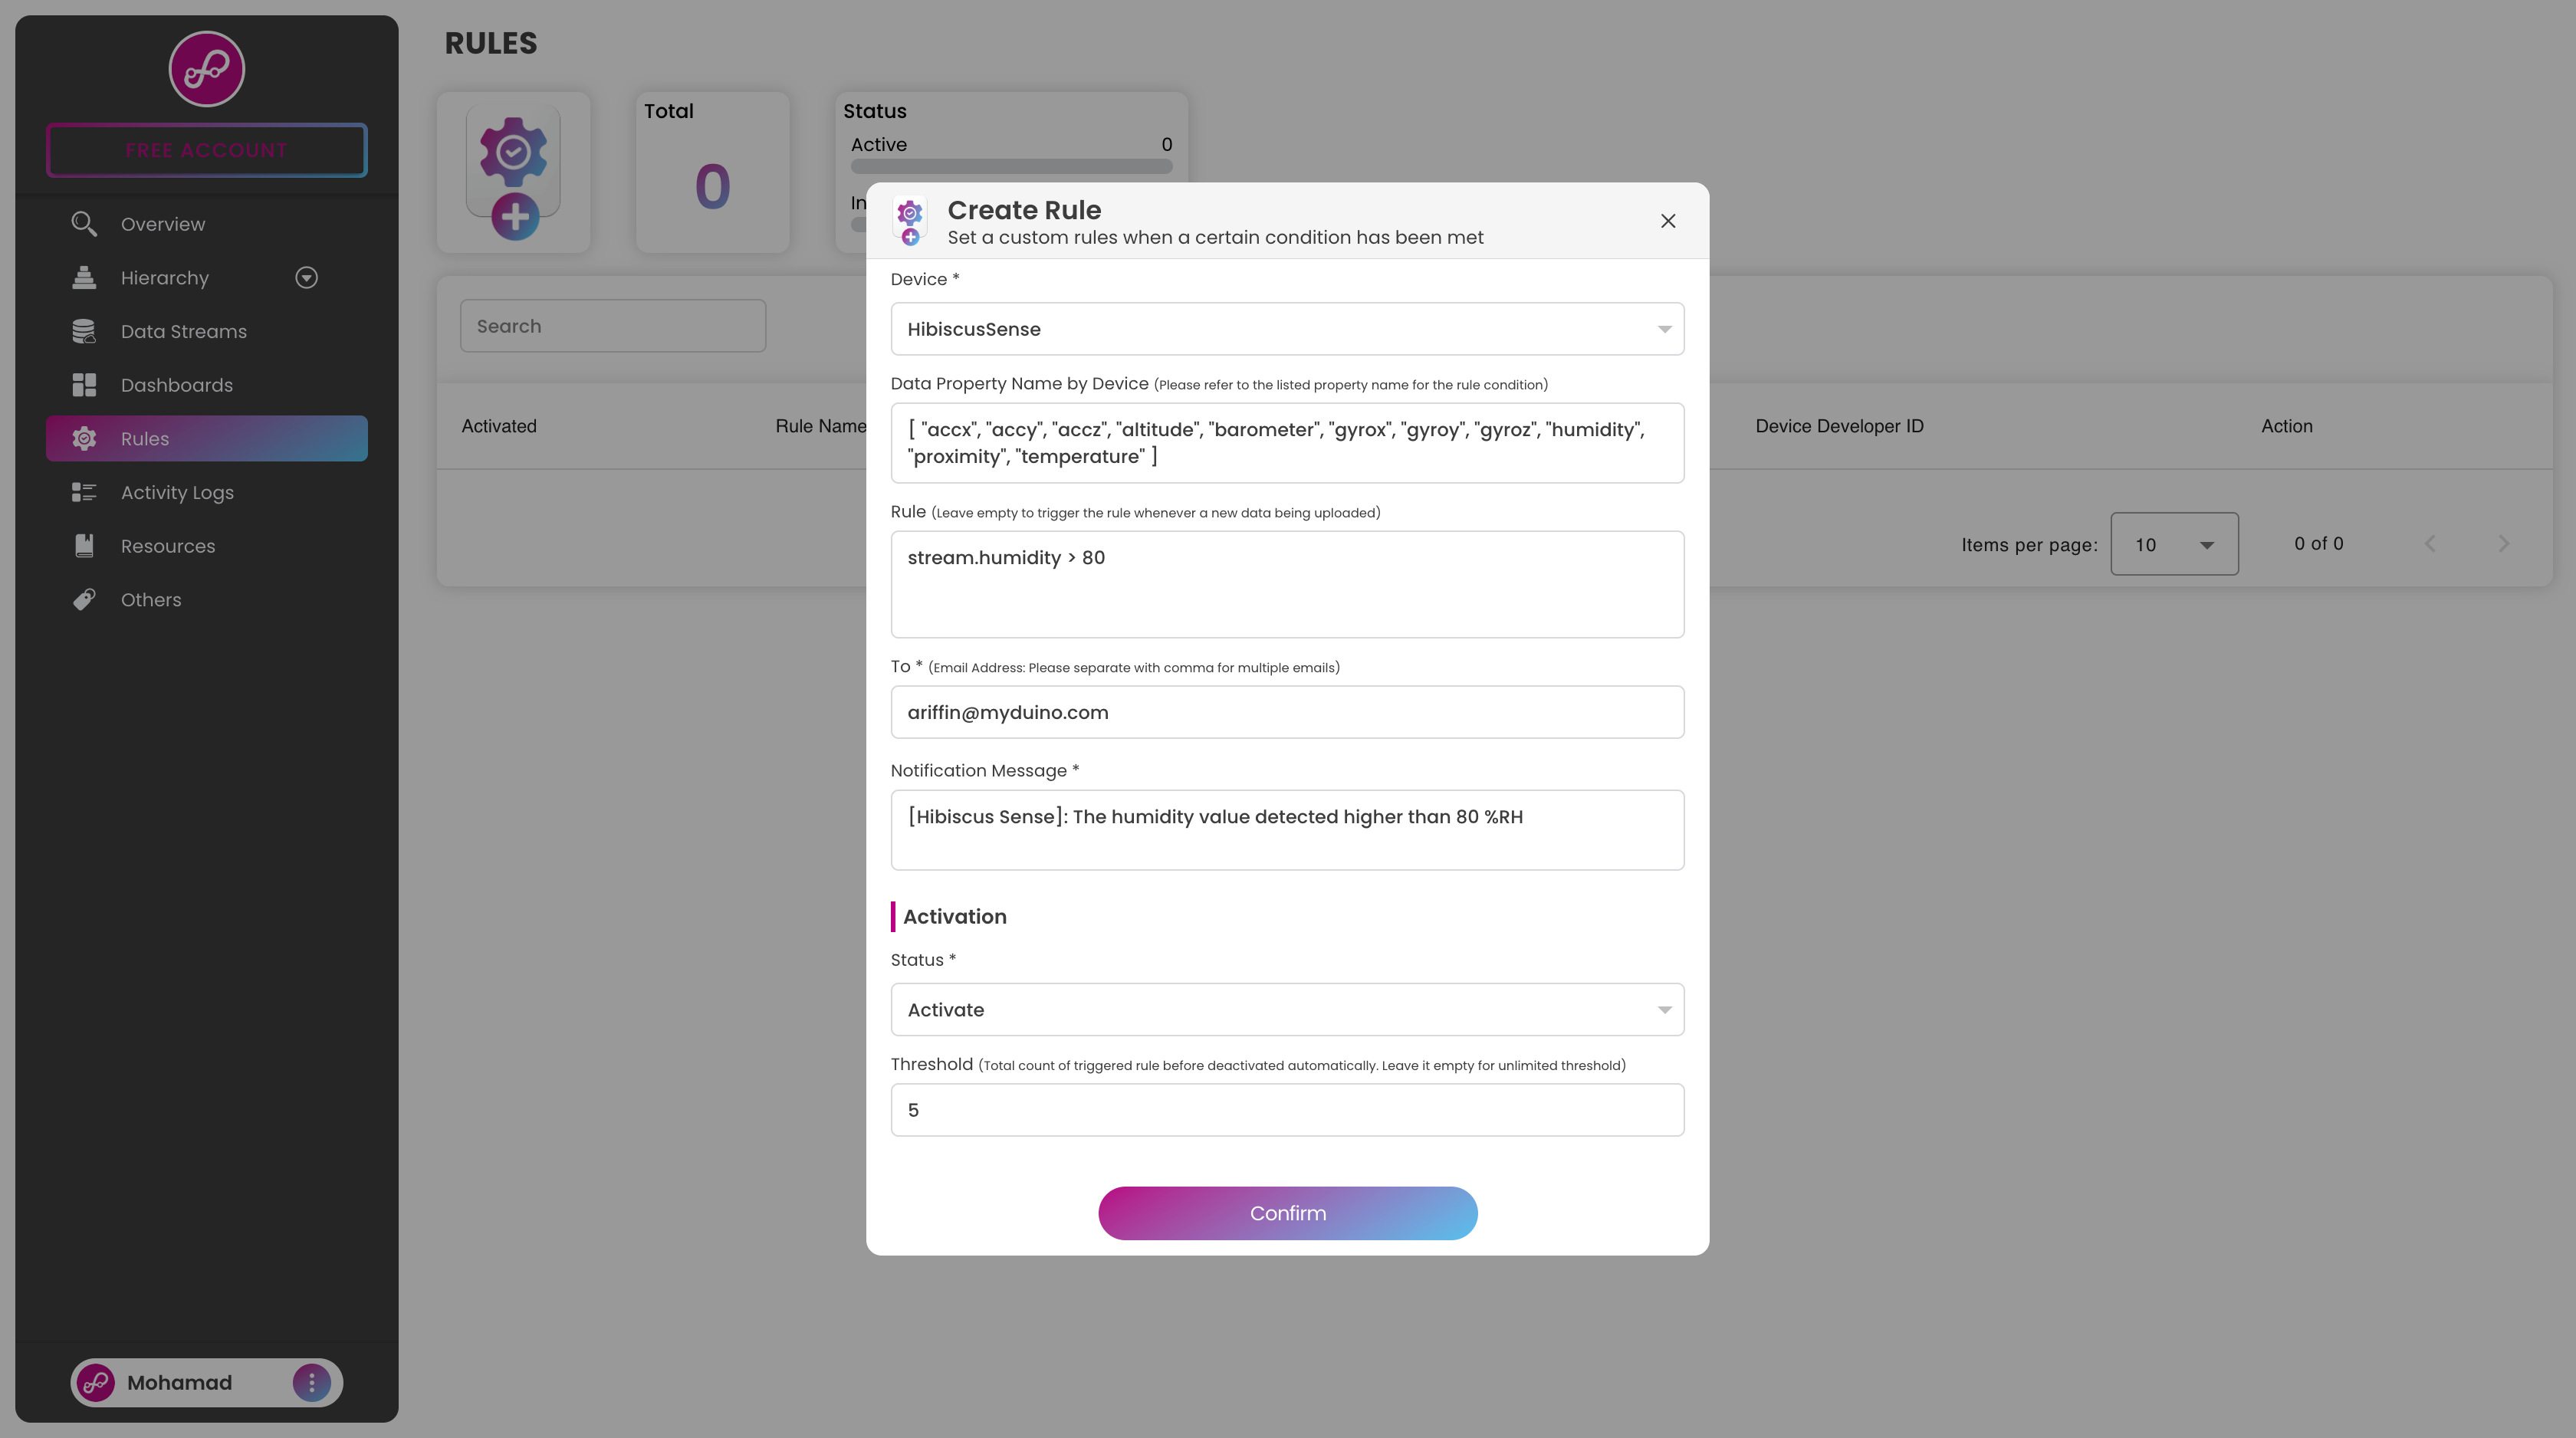 FREE ACCOUNT
Overview
Hierarchy
Data Streams
Dashboards
Rules
Activity Logs
Resources
Others
Mohamad
RULES
Total
0
Status
Active 0
In
Search
Activated Rule Name Device Developer ID Action
Items per page: 10 0 of 0
Create Rule
Set a custom rules when a certain condition has been met
Device *
HibiscusSense
Data Property Name by Device (Please refer to the listed property name for the rule condition)
[ "accx", "accy", "accz", "altitude", "barometer", "gyrox", "gyroy", "gyroz", "humidity",
"proximity", "temperature" ]
Rule (Leave empty to trigger the rule whenever a new data being uploaded)
stream.humidity > 80
To * (Email Address: Please separate with comma for multiple emails)
ariffin@myduino.com
Notification Message *
[Hibiscus Sense]: The humidity value detected higher than 80 %RH
Activation
Status *
Activate
Threshold (Total count of triggered rule before deactivated automatically. Leave it empty for unlimited threshold)
5
Confirm